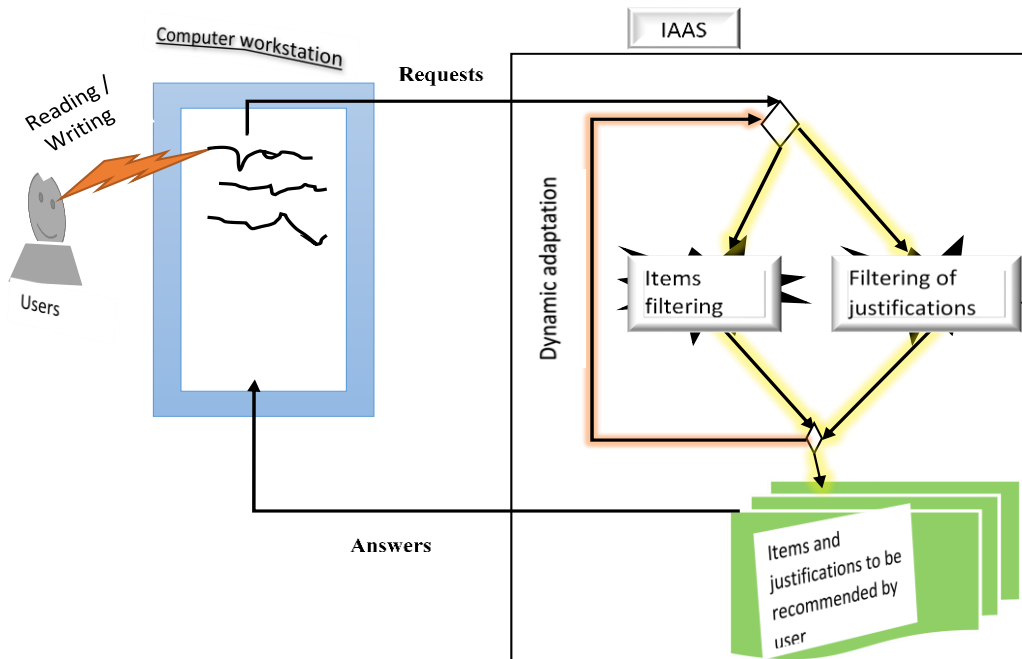 Computer workstation
IAAS
Requests
Reading /
Writing
Users
Dynamic adaptation
Items
filtering
Filtering of
justifications
Answers
Items and
justifications to be
recommended by
user